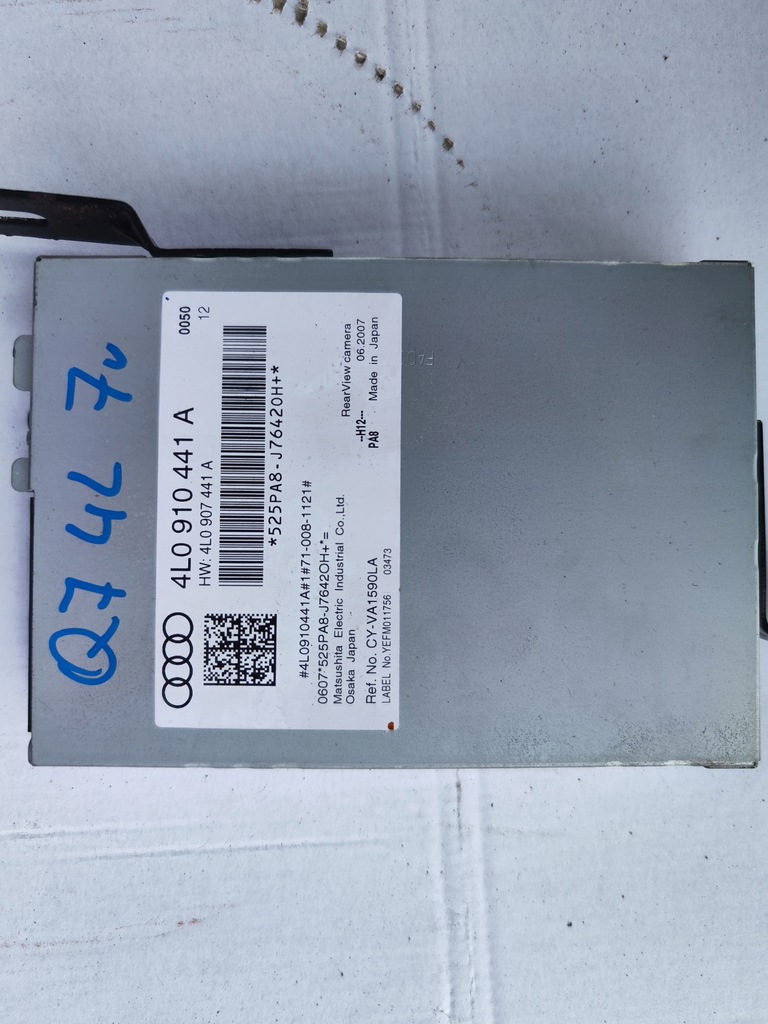 Q7 4L 7v
4L0 910 441 A
0050
HW: 4L0 907 441 A
12
*525PA8-J7642OH+*
#4L0910441A#1#71-008-1121#
0607*525PA8-J7642OH+*=
Matsushita Electric Industrial Co.,Ltd.
Osaka Japan
RearView camera
--H12---
06.2007
Ref. No. CY-VA1590LA
PA8
Made in Japan
LABEL No.YEFM011756 03473